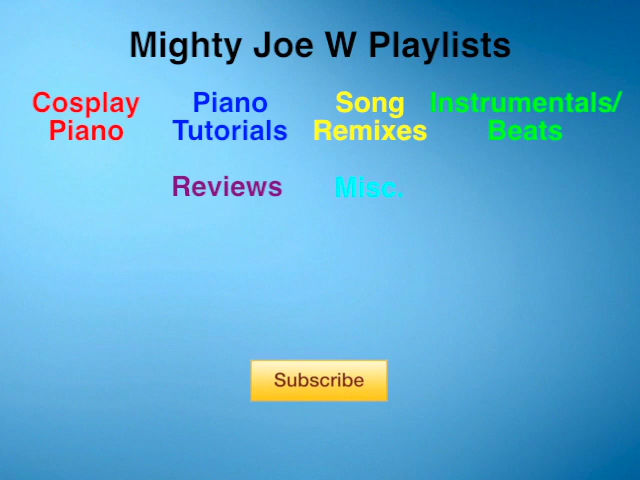 Mighty Joe W Playlists
Cosplay Piano
Piano Tutorials
Song Remixes
Instrumentals/ Beats
Reviews
Misc.
Subscribe